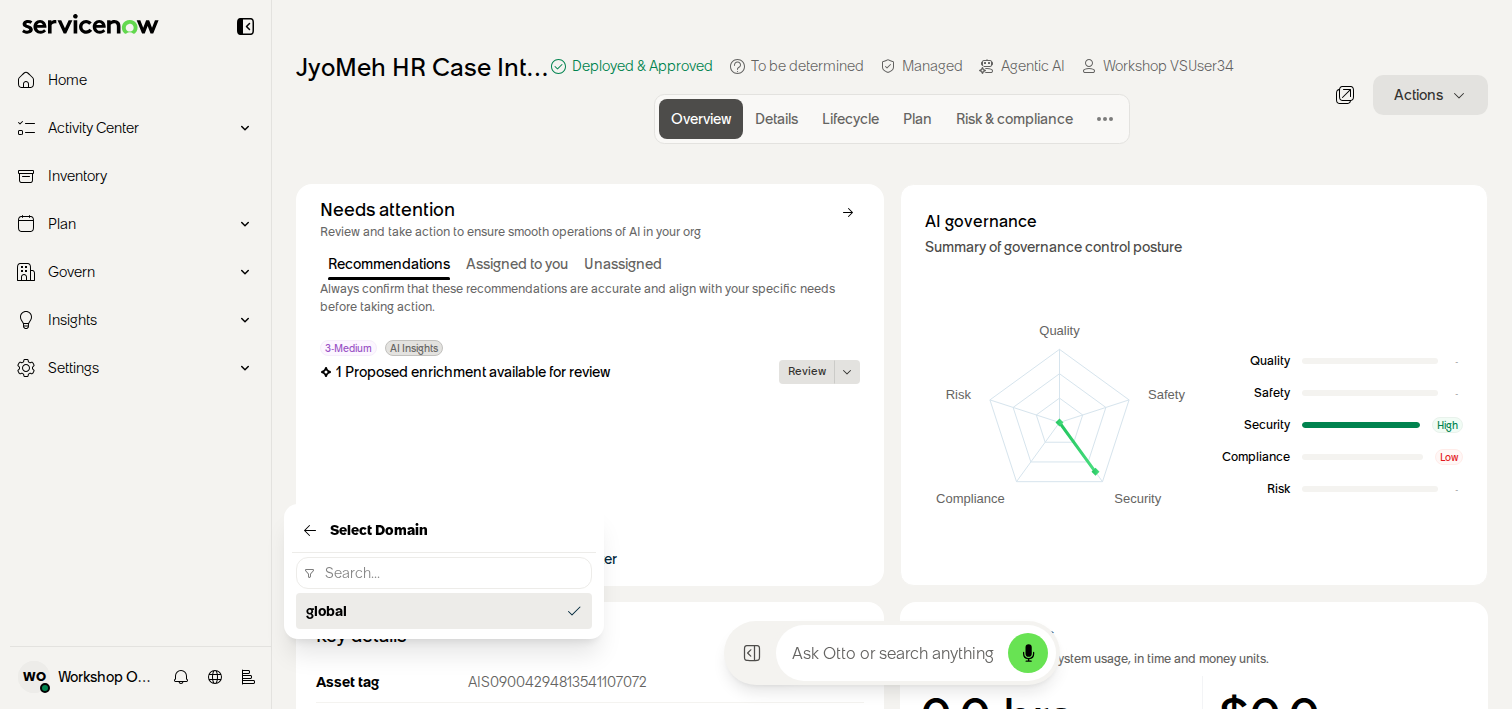 servicenow
Home
Activity Center
Inventory
Plan
Govern
Insights
Settings
WO
Workshop O...
JyoMeh HR Case Int...
Deployed & Approved
To be determined
Managed
Agentic AI
Workshop VSUser34
Actions
Overview
Details
Lifecycle
Plan
Risk & compliance
Needs attention
Review and take action to ensure smooth operations of AI in your org
Recommendations
Assigned to you
Unassigned
Always confirm that these recommendations are accurate and align with your specific needs
before taking action.
3-Medium
AI Insights
1 Proposed enrichment available for review
Review
er
Select Domain
Search...
global
AI governance
Summary of governance control posture
Quality
Risk
Safety
Compliance
Security
Quality -
Safety -
Security High
Compliance Low
Risk -
Asset tag
AIS09004294813541107072
Ask Otto or search anything
ystem usage, in time and money units.